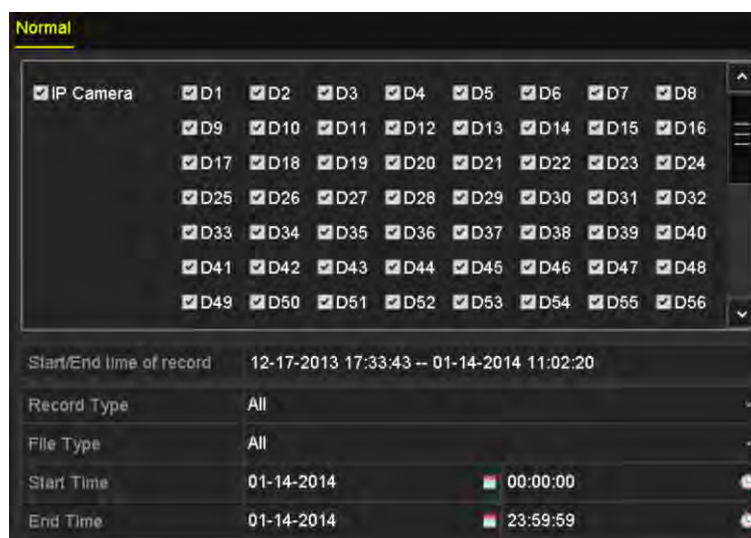 Normal
IP Camera D1 D2 D3 D4 D5 D6 D7 D8
D9 D10 D11 D12 D13 D14 D15 D16
D17 D18 D19 D20 D21 D22 D23 D24
D25 D26 D27 D28 D29 D30 D31 D32
D33 D34 D35 D36 D37 D38 D39 D40
D41 D42 D43 D44 D45 D46 D47 D48
D49 D50 D51 D52 D53 D54 D55 D56
Start/End time of record 12-17-2013 17:33:43 -- 01-14-2014 11:02:20
Record Type All
File Type All
Start Time 01-14-2014 00:00:00
End Time 01-14-2014 23:59:59